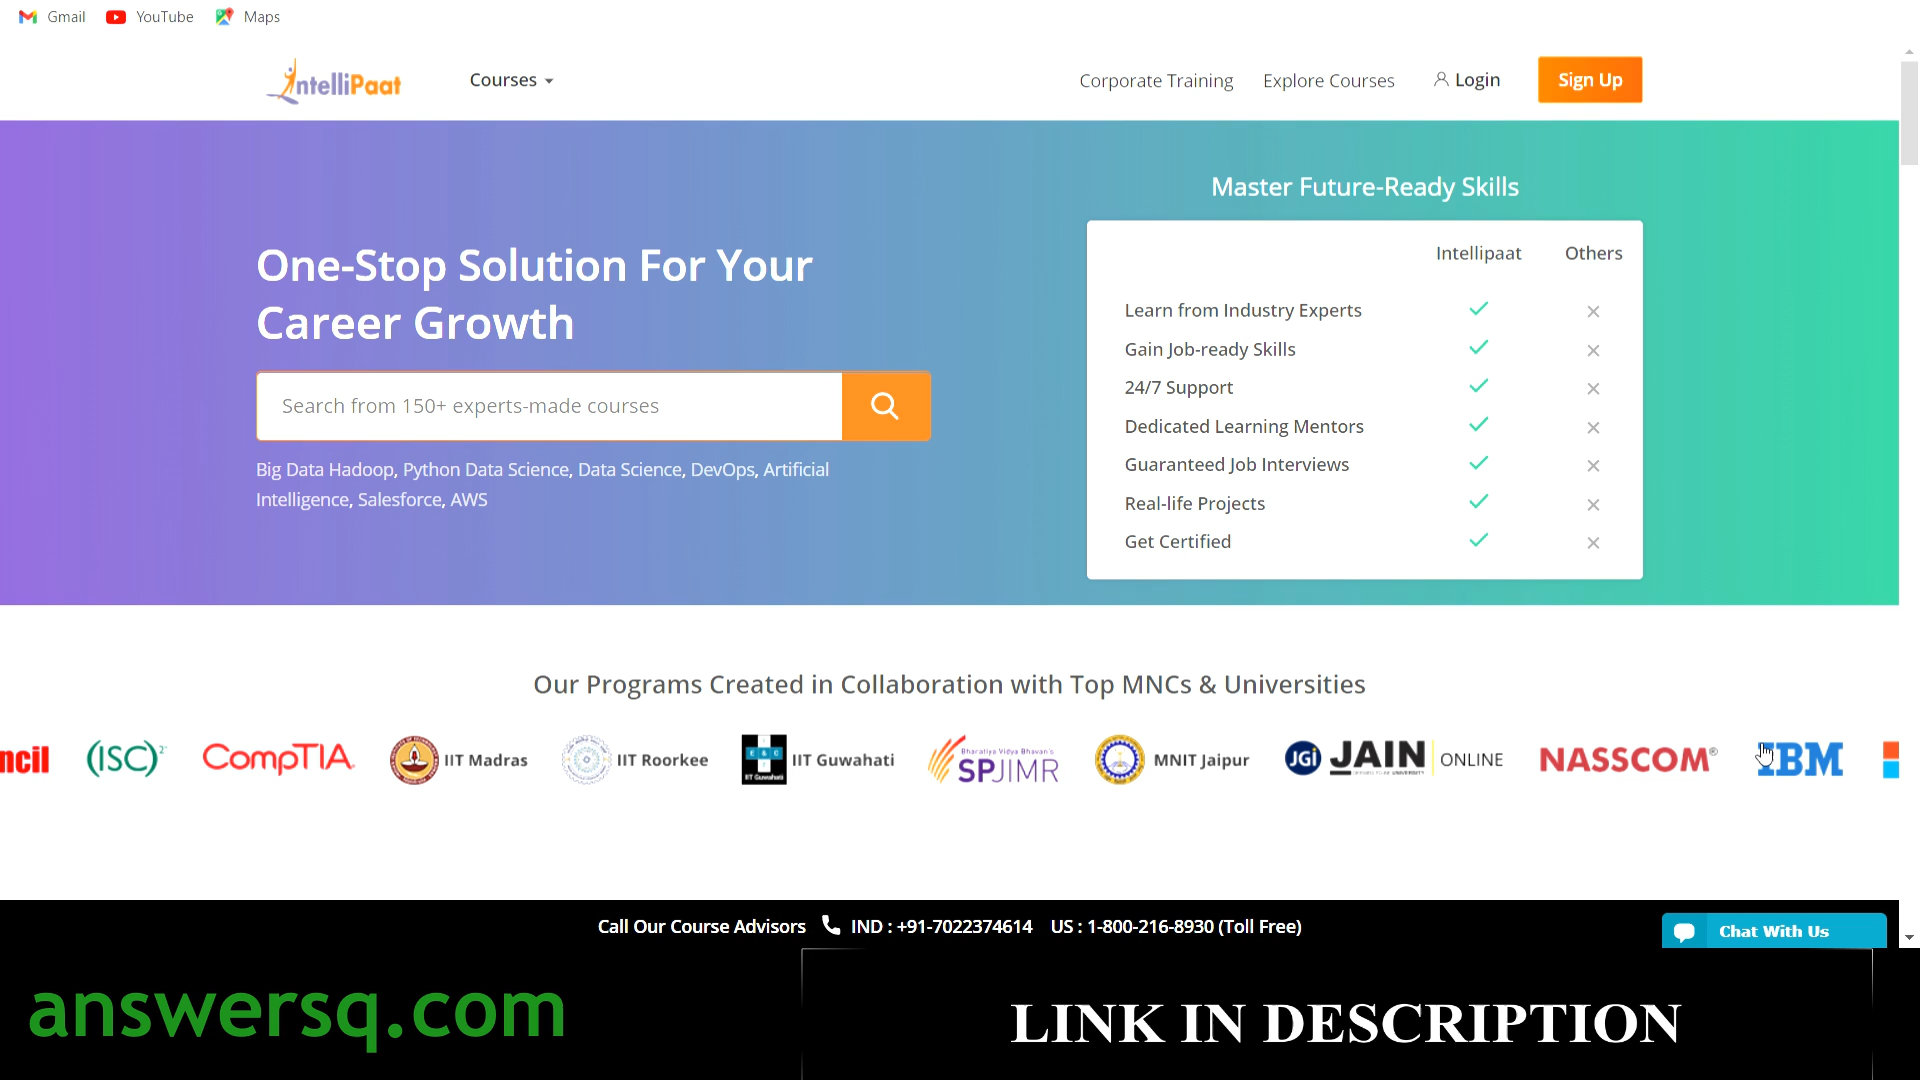 Gmail YouTube Maps
IntelliPaat Courses Corporate Training Explore Courses Login Sign Up
Master Future-Ready Skills
One-Stop Solution For Your
Career Growth
Search from 150+ experts-made courses
Big Data Hadoop, Python Data Science, Data Science, DevOps, Artificial
Intelligence, Salesforce, AWS
Intellipaat Others
Learn from Industry Experts
Gain Job-ready Skills
24/7 Support
Dedicated Learning Mentors
Guaranteed Job Interviews
Real-life Projects
Get Certified
Our Programs Created in Collaboration with Top MNCs & Universities
ncil (ISC)² CompTIA IIT Madras IIT Roorkee E & C IIT Guwahati IIT Guwahati Bharatiya Vidya Bhavan's SPJIMR MNIT Jaipur JGi JAIN ONLINE NASSCOM® IBM
Call Our Course Advisors IND : +91-7022374614 US : 1-800-216-8930 (Toll Free)
Chat With Us
answersq.com
LINK IN DESCRIPTION